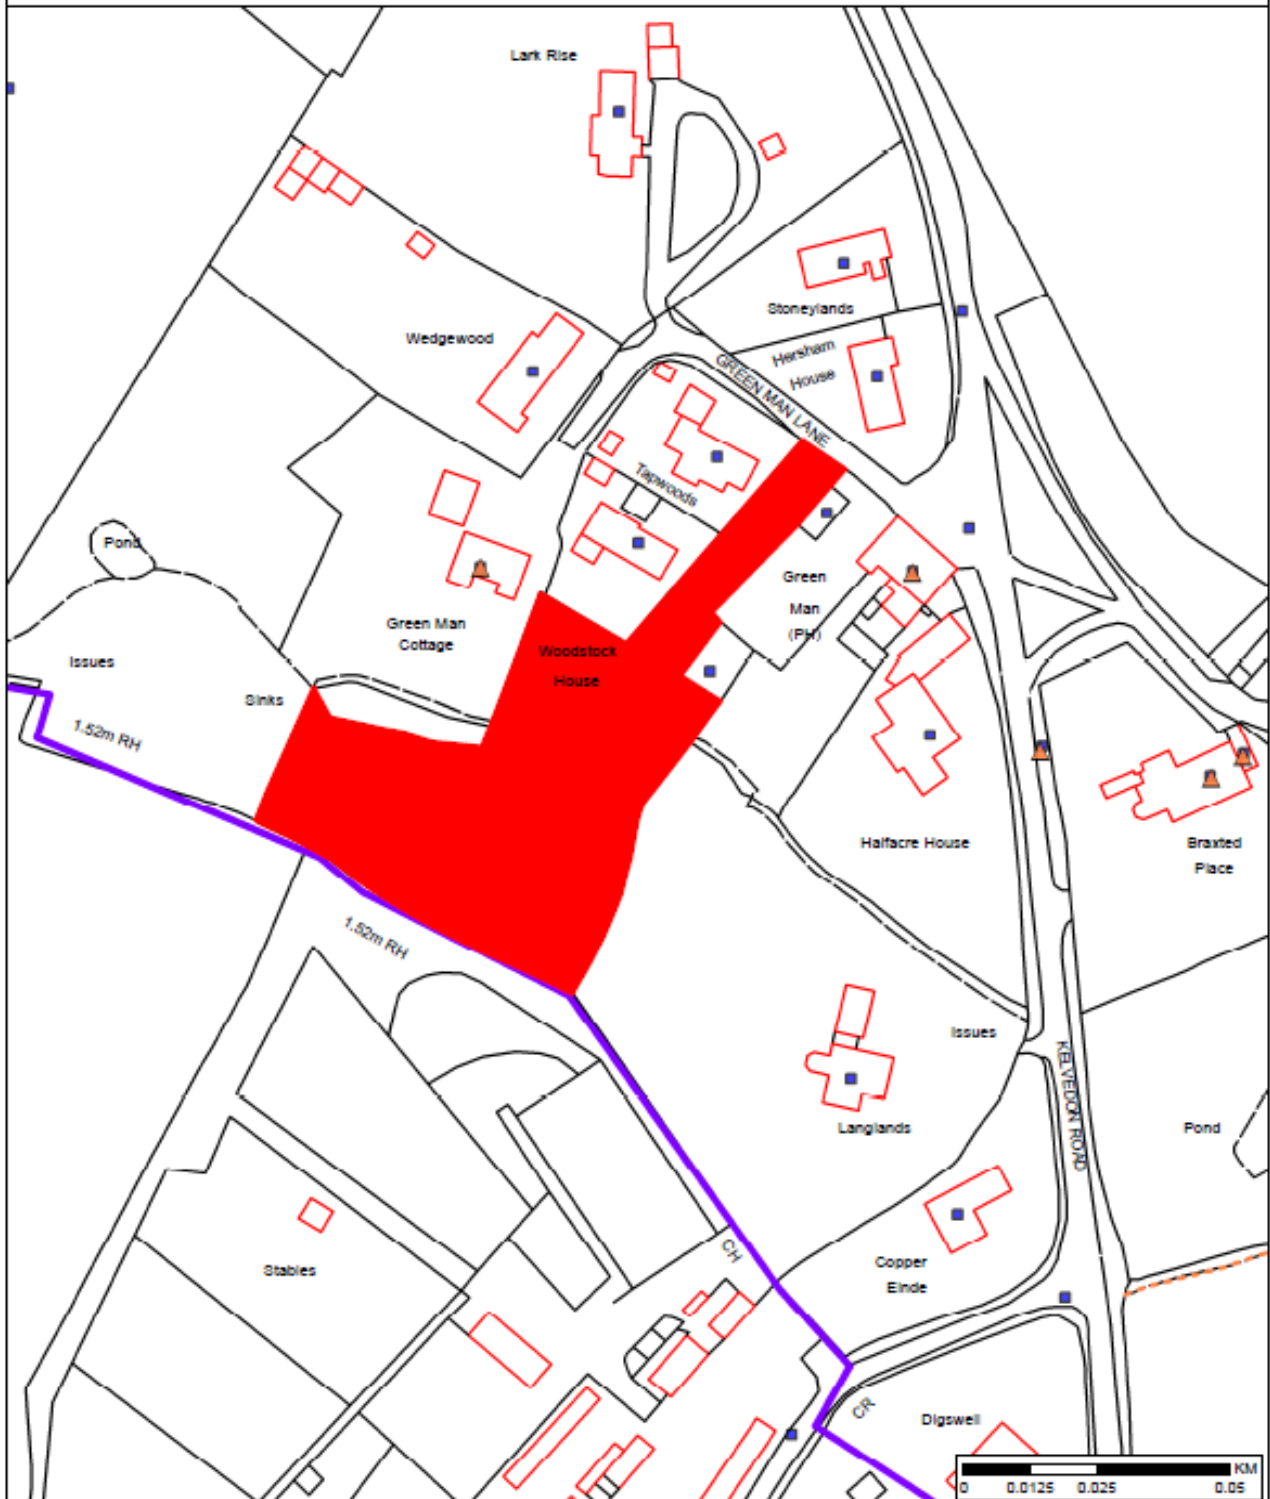 Lark Rise
Stoneylands
Wedgewood
Hersham
House
GREEN MAN LANE
Tapwoods
Pond
Green
Man
(PH)
Green Man
Cottage
Woodstock
House
Issues
Sinks
1.52m RH
Halfacre House
Braxted
Place
1.52m RH
Issues
KELVEDON ROAD
Langlands
Pond
CH
Copper
Elnde
Stables
CR
Digswell
KM
0 0.0125 0.025 0.05